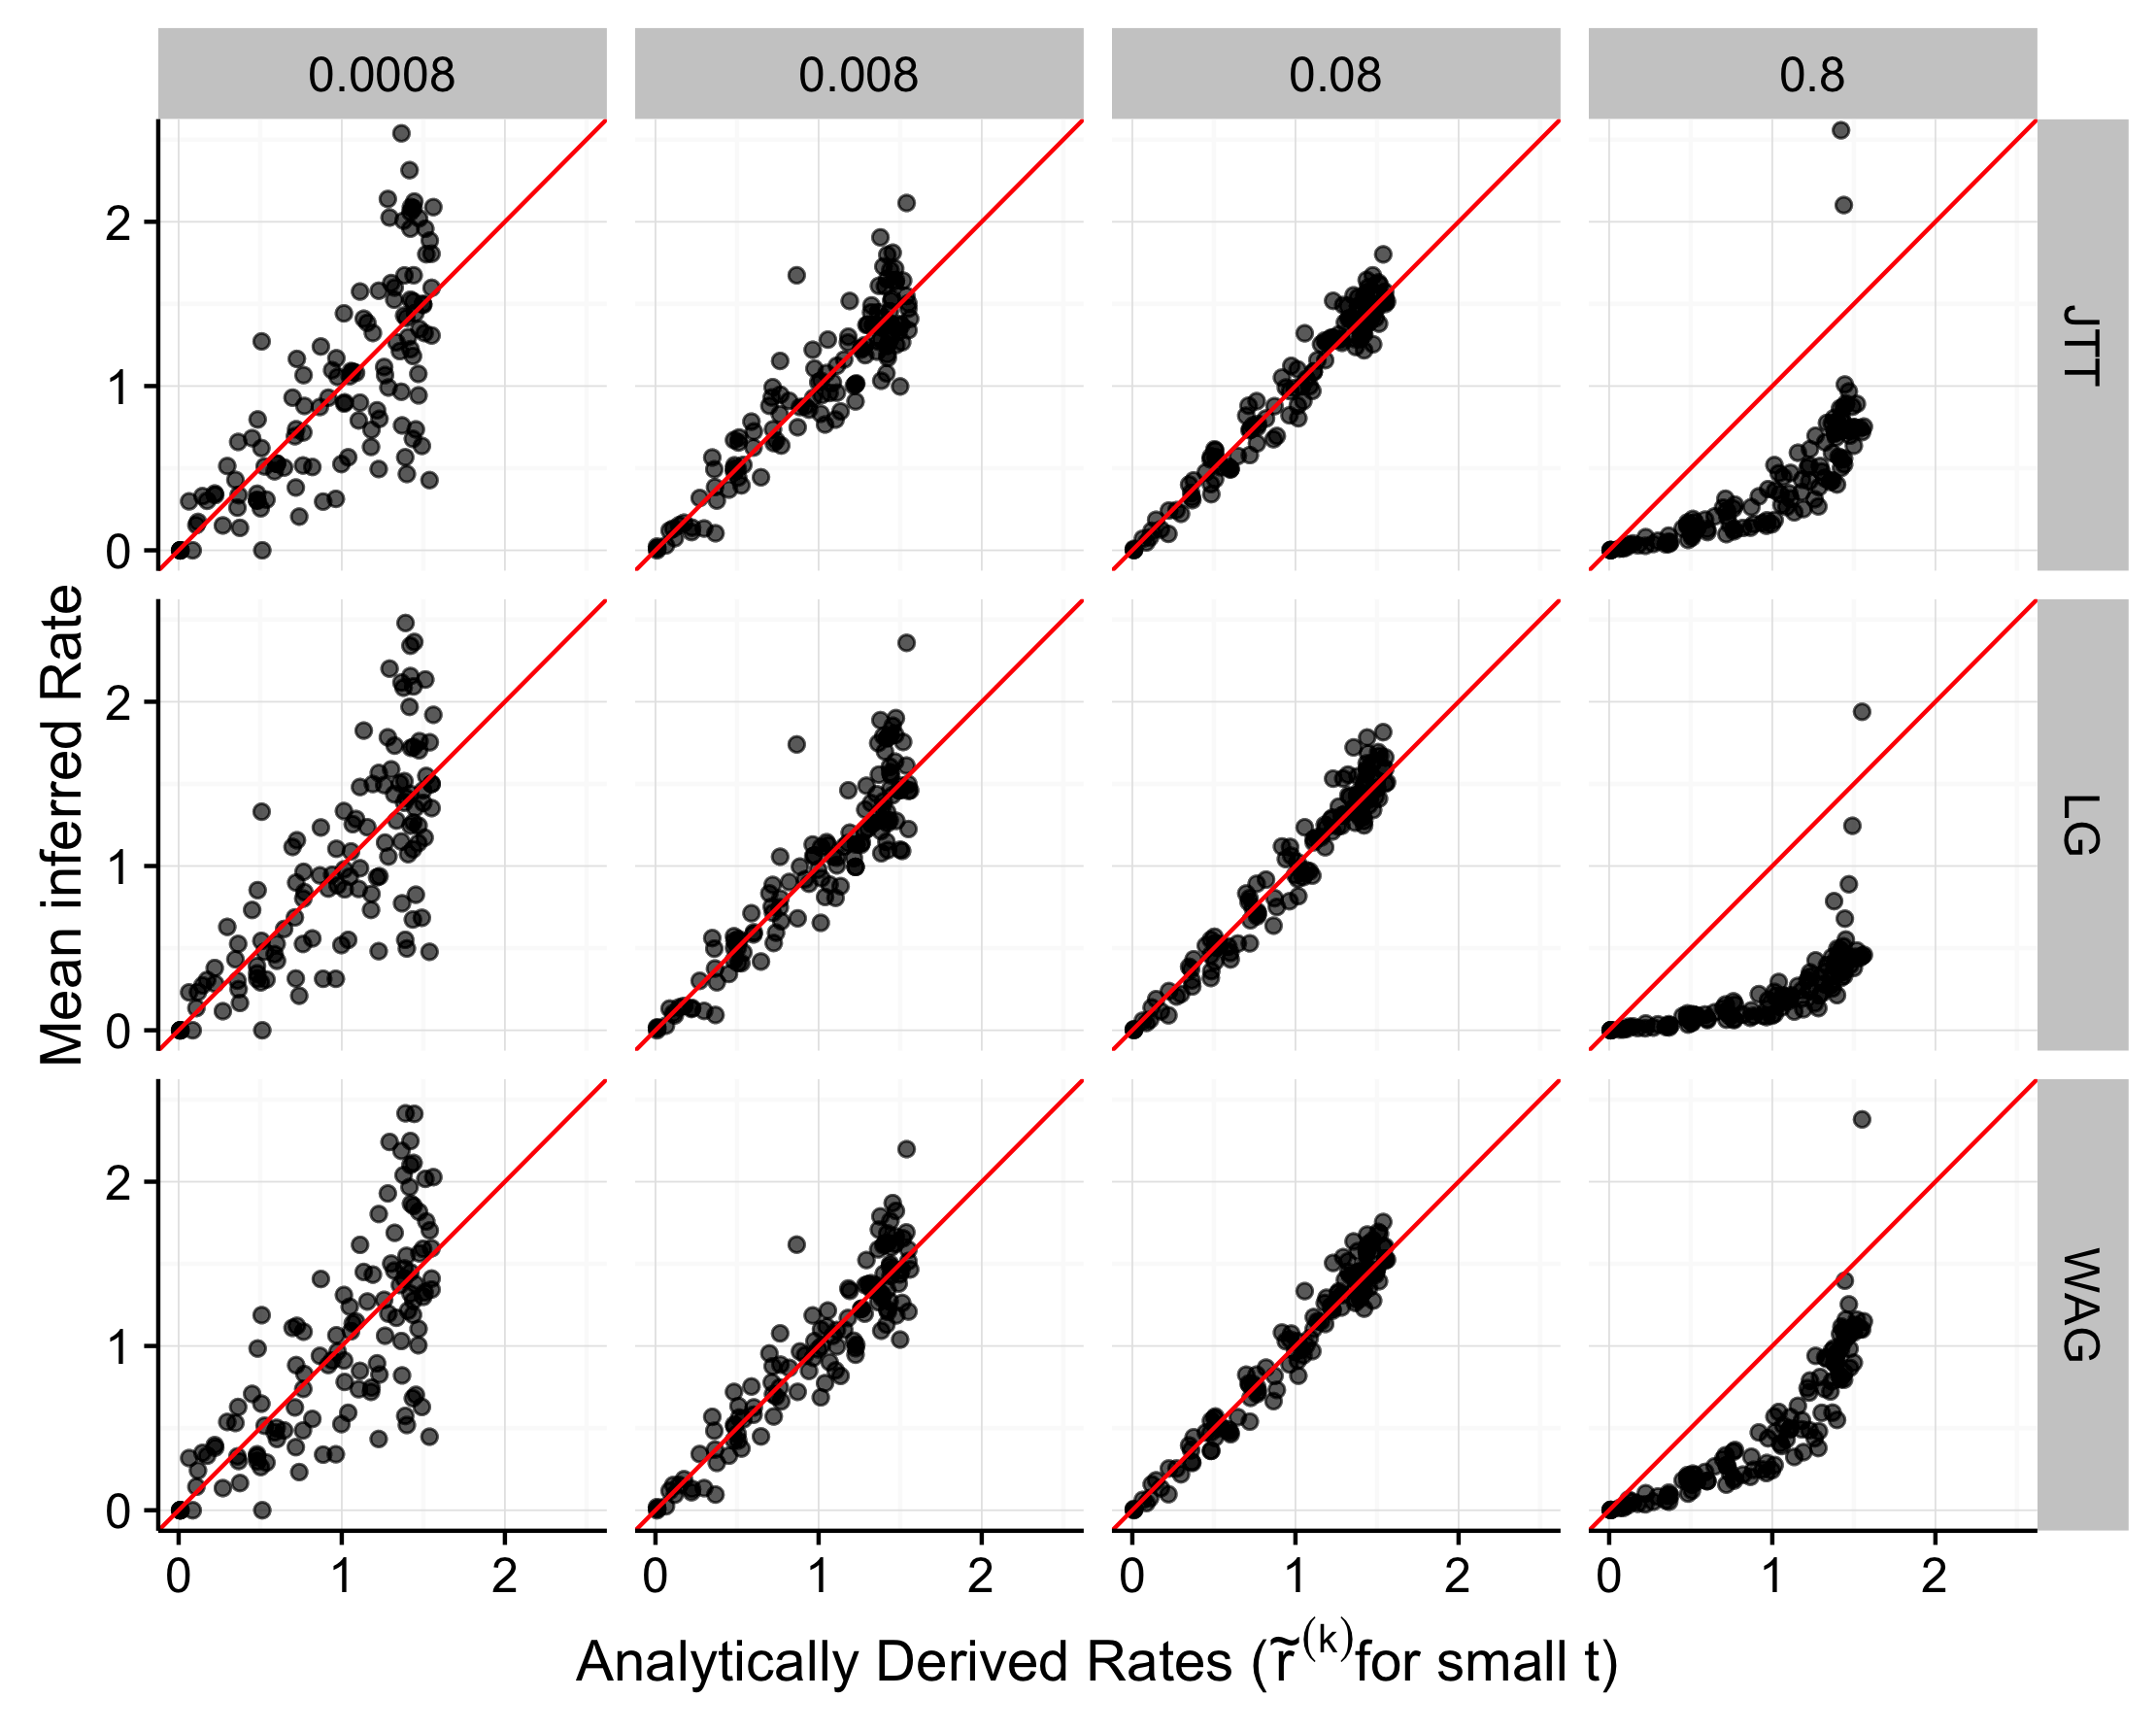 0.0008 0.008 0.08 0.8
2
1
0
JTT
Mean inferred Rate
2
1
0
LG
2
1
0
WAG
0 1 2 0 1 2 0 1 2 0 1 2
Analytically Derived Rates (r̃⁽ᵏ⁾for small t)